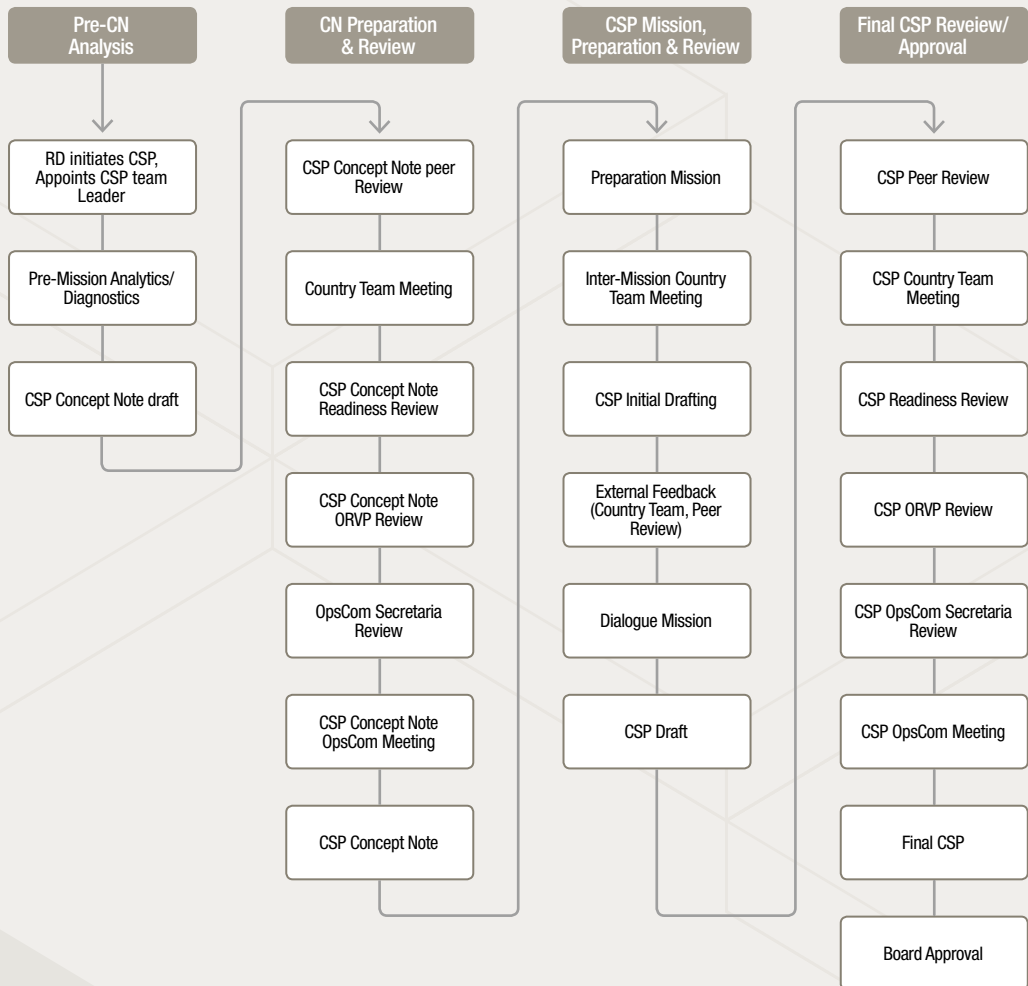 Pre-CN
Analysis
RD initiates CSP,
Appoints CSP team
Leader
Pre-Mission Analytics/
Diagnostics
CSP Concept Note draft
CN Preparation
& Review
CSP Concept Note peer
Review
Country Team Meeting
CSP Concept Note
Readiness Review
CSP Concept Note
ORVP Review
OpsCom Secretaria
Review
CSP Concept Note
OpsCom Meeting
CSP Concept Note
CSP Mission,
Preparation & Review
Preparation Mission
Inter-Mission Country
Team Meeting
CSP Initial Drafting
External Feedback
(Country Team, Peer
Review)
Dialogue Mission
CSP Draft
Final CSP Reveiew/
Approval
CSP Peer Review
CSP Country Team
Meeting
CSP Readiness Review
CSP ORVP Review
CSP OpsCom Secretaria
Review
CSP OpsCom Meeting
Final CSP
Board Approval